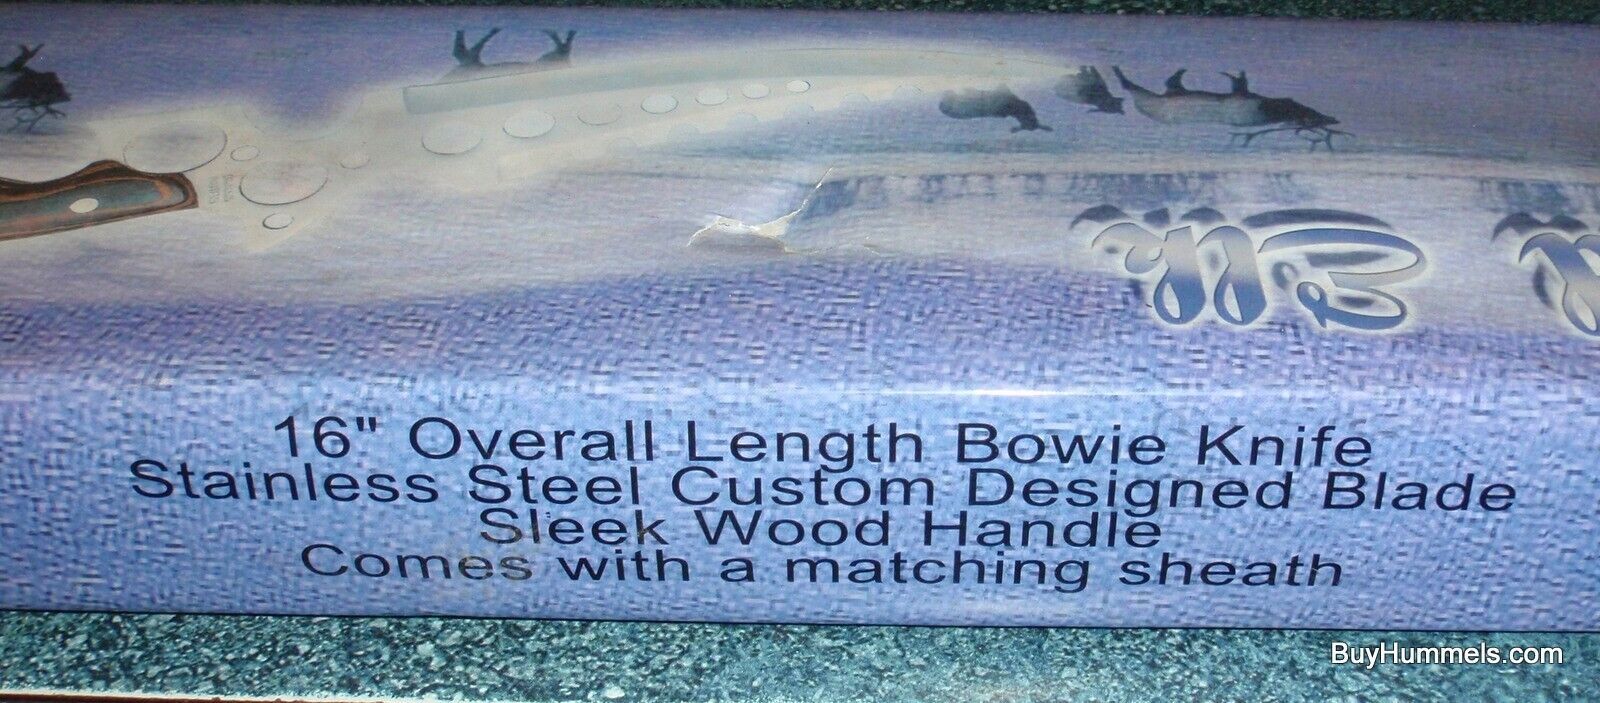 16" Overall Length Bowie Knife
Stainless Steel Custom Designed Blade
Sleek Wood Handle
Comes with a matching sheath
BuyHummels.com